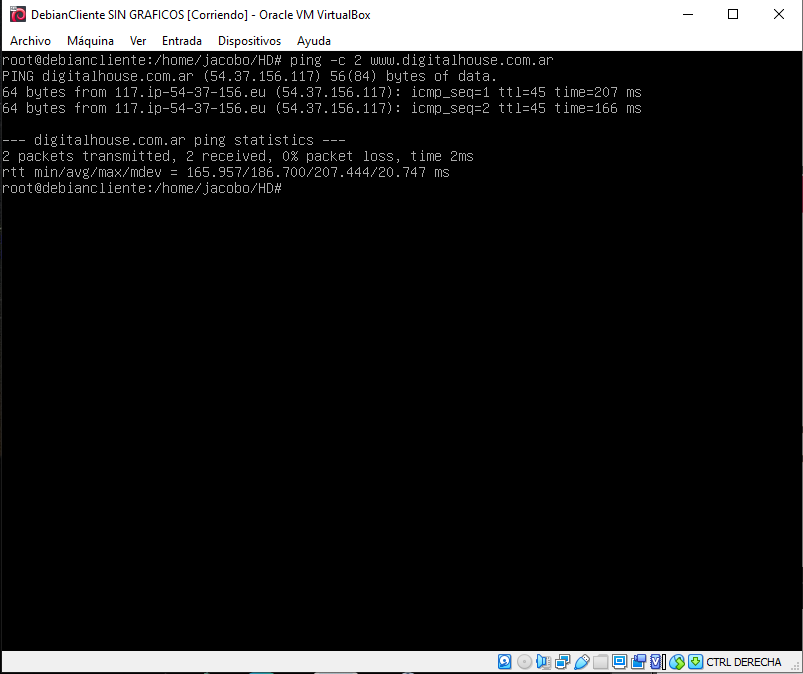 DebianCliente SIN GRAFICOS [Corriendo] - Oracle VM VirtualBox
Archivo Máquina Ver Entrada Dispositivos Ayuda
root@debiancliente:/home/jacobo/HD# ping -c 2 www.digitalhouse.com.ar
PING digitalhouse.com.ar (54.37.156.117) 56(84) bytes of data.
64 bytes from 117.ip-54-37-156.eu (54.37.156.117): icmp_seq=1 ttl=45 time=207 ms
64 bytes from 117.ip-54-37-156.eu (54.37.156.117): icmp_seq=2 ttl=45 time=166 ms
--- digitalhouse.com.ar ping statistics ---
2 packets transmitted, 2 received, 0% packet loss, time 2ms
rtt min/avg/max/mdev = 165.957/186.700/207.444/20.747 ms
root@debiancliente:/home/jacobo/HD#
CTRL DERECHA